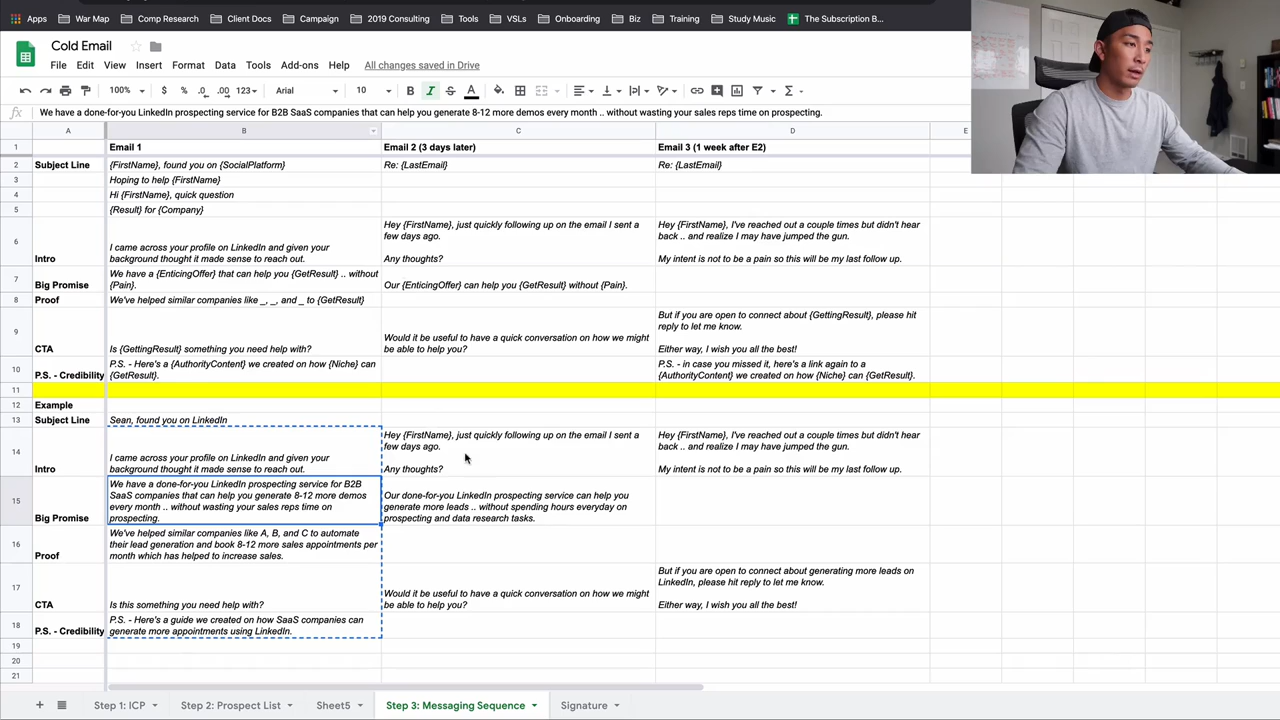 Apps War Map Comp Research Client Docs Campaign 2019 Consulting Tools VSLs Onboarding Biz Training Study Music The Subscription B...
Cold Email
File Edit View Insert Format Data Tools Add-ons Help All changes saved in Drive
100% $ % .0 .00 123 Arial 10 B I S A
fx We have a done-for-you LinkedIn prospecting service for B2B SaaS companies that can help you generate 8-12 more demos every month .. without wasting your sales reps time on prospecting.
A B C D E
1 Email 1 Email 2 (3 days later) Email 3 (1 week after E2)
2 Subject Line {FirstName}, found you on {SocialPlatform} Re: {LastEmail} Re: {LastEmail}
3 Hoping to help {FirstName}
4 Hi {FirstName}, quick question
5 {Result} for {Company}
6 Intro
I came across your profile on LinkedIn and given your
background thought it made sense to reach out.
Hey {FirstName}, just quickly following up on the email I sent a
few days ago.
Any thoughts?
Hey {FirstName}, I've reached out a couple times but didn't hear
back .. and realize I may have jumped the gun.
My intent is not to be a pain so this will be my last follow up.
7 Big Promise
We have a {EnticingOffer} that can help you {GetResult} .. without
{Pain}.
Our {EnticingOffer} can help you {GetResult} without {Pain}.
8 Proof We've helped similar companies like _, _, and _ to {GetResult}
9 CTA
Is {GettingResult} something you need help with?
Would it be useful to have a quick conversation on how we might
be able to help you?
But if you are open to connect about {GettingResult}, please hit
reply to let me know.
Either way, I wish you all the best!
10 P.S. - Credibility
P.S. - Here's a {AuthorityContent} we created on how {Niche} can
{GetResult}.
P.S. - in case you missed it, here's a link again to a
{AuthorityContent} we created on how {Niche} can {GetResult}.
11
12 Example
13 Subject Line Sean, found you on LinkedIn
14 Intro
I came across your profile on LinkedIn and given your
background thought it made sense to reach out.
Hey {FirstName}, just quickly following up on the email I sent a
few days ago.
Any thoughts?
Hey {FirstName}, I've reached out a couple times but didn't hear
back .. and realize I may have jumped the gun.
My intent is not to be a pain so this will be my last follow up.
15 Big Promise
We have a done-for-you LinkedIn prospecting service for B2B
SaaS companies that can help you generate 8-12 more demos
every month .. without wasting your sales reps time on
prospecting.
Our done-for-you LinkedIn prospecting service can help you
generate more leads .. without spending hours everyday on
prospecting and data research tasks.
16 Proof
We've helped similar companies like A, B, and C to automate
their lead generation and book 8-12 more sales appointments per
month which has helped to increase sales.
17 CTA
Is this something you need help with?
Would it be useful to have a quick conversation on how we might
be able to help you?
But if you are open to connect about generating more leads on
LinkedIn, please hit reply to let me know.
Either way, I wish you all the best!
18 P.S. - Credibility
P.S. - Here's a guide we created on how SaaS companies can
generate more appointments using LinkedIn.
19
20
21
Step 1: ICP Step 2: Prospect List Sheet5 Step 3: Messaging Sequence Signature